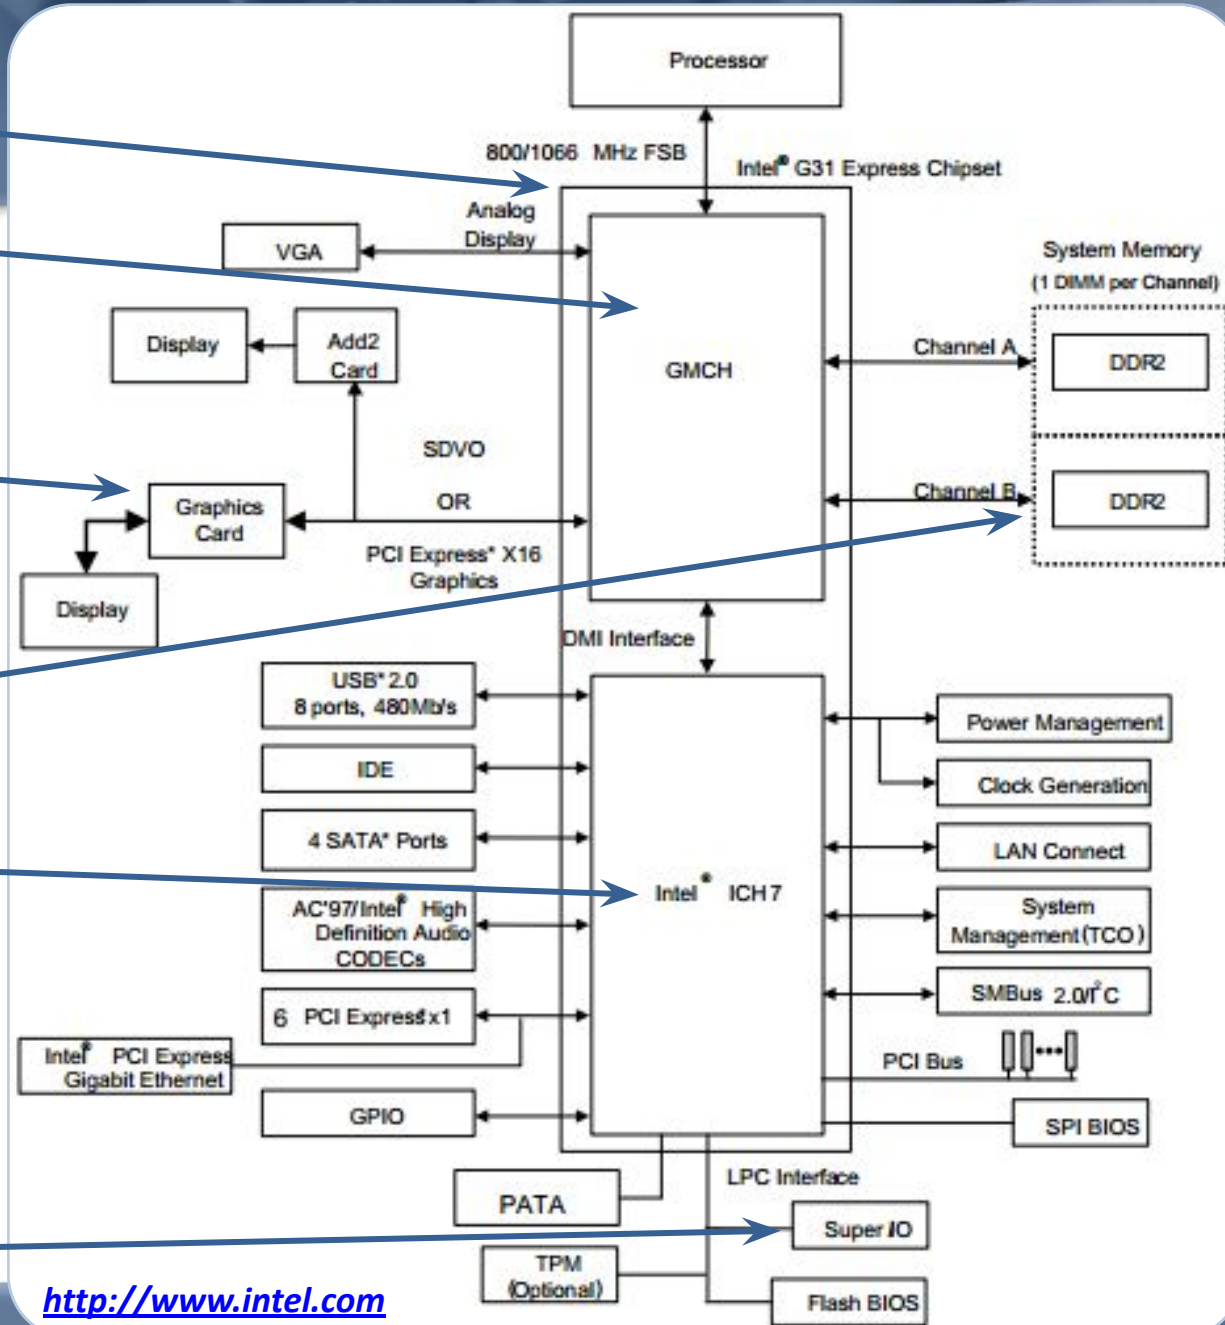 Processor
800/1066 MHz FSB
Intel® G31 Express Chipset
Analog
Display
VGA
System Memory
(1 DIMM per Channel)
Display
Add2
Card
GMCH
Channel A
DDR2
SDVO
OR
Channel B
DDR2
Graphics
Card
PCI Express* X16
Graphics
Display
DMI Interface
USB* 2.0
8 ports, 480Mb/s
Power Management
IDE
Clock Generation
4 SATA* Ports
LAN Connect
Intel® ICH7
AC'97/Intel® High
Definition Audio
CODECs
System
Management (TCO)
6 PCI Express*x1
SMBus 2.0/I²C
Intel® PCI Express
Gigabit Ethernet
PCI Bus
GPIO
SPI BIOS
LPC Interface
PATA
Super IO
TPM
(Optional)
Flash BIOS
http://www.intel.com